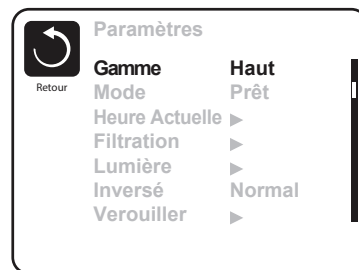 Paramètres
Retour
Gamme Haut
Mode Prêt
Heure Actuelle ▶
Filtration ▶
Lumière ▶
Inversé Normal
Verouiller ▶